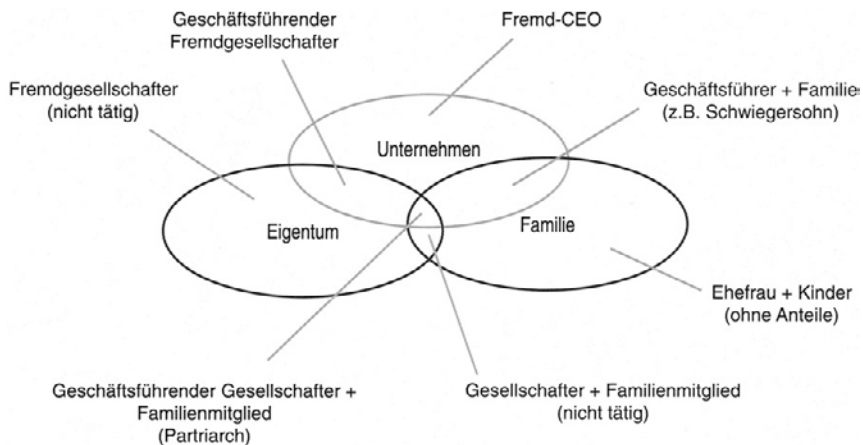 Geschäftsführender
Fremdgesellschafter
Fremd-CEO
Fremdgesellschafter
(nicht tätig)
Geschäftsführer + Familie
(z.B. Schwiegersohn)
Unternehmen
Eigentum
Familie
Ehefrau + Kinder
(ohne Anteile)
Geschäftsführender Gesellschafter +
Familienmitglied
(Partriarch)
Gesellschafter + Familienmitglied
(nicht tätig)